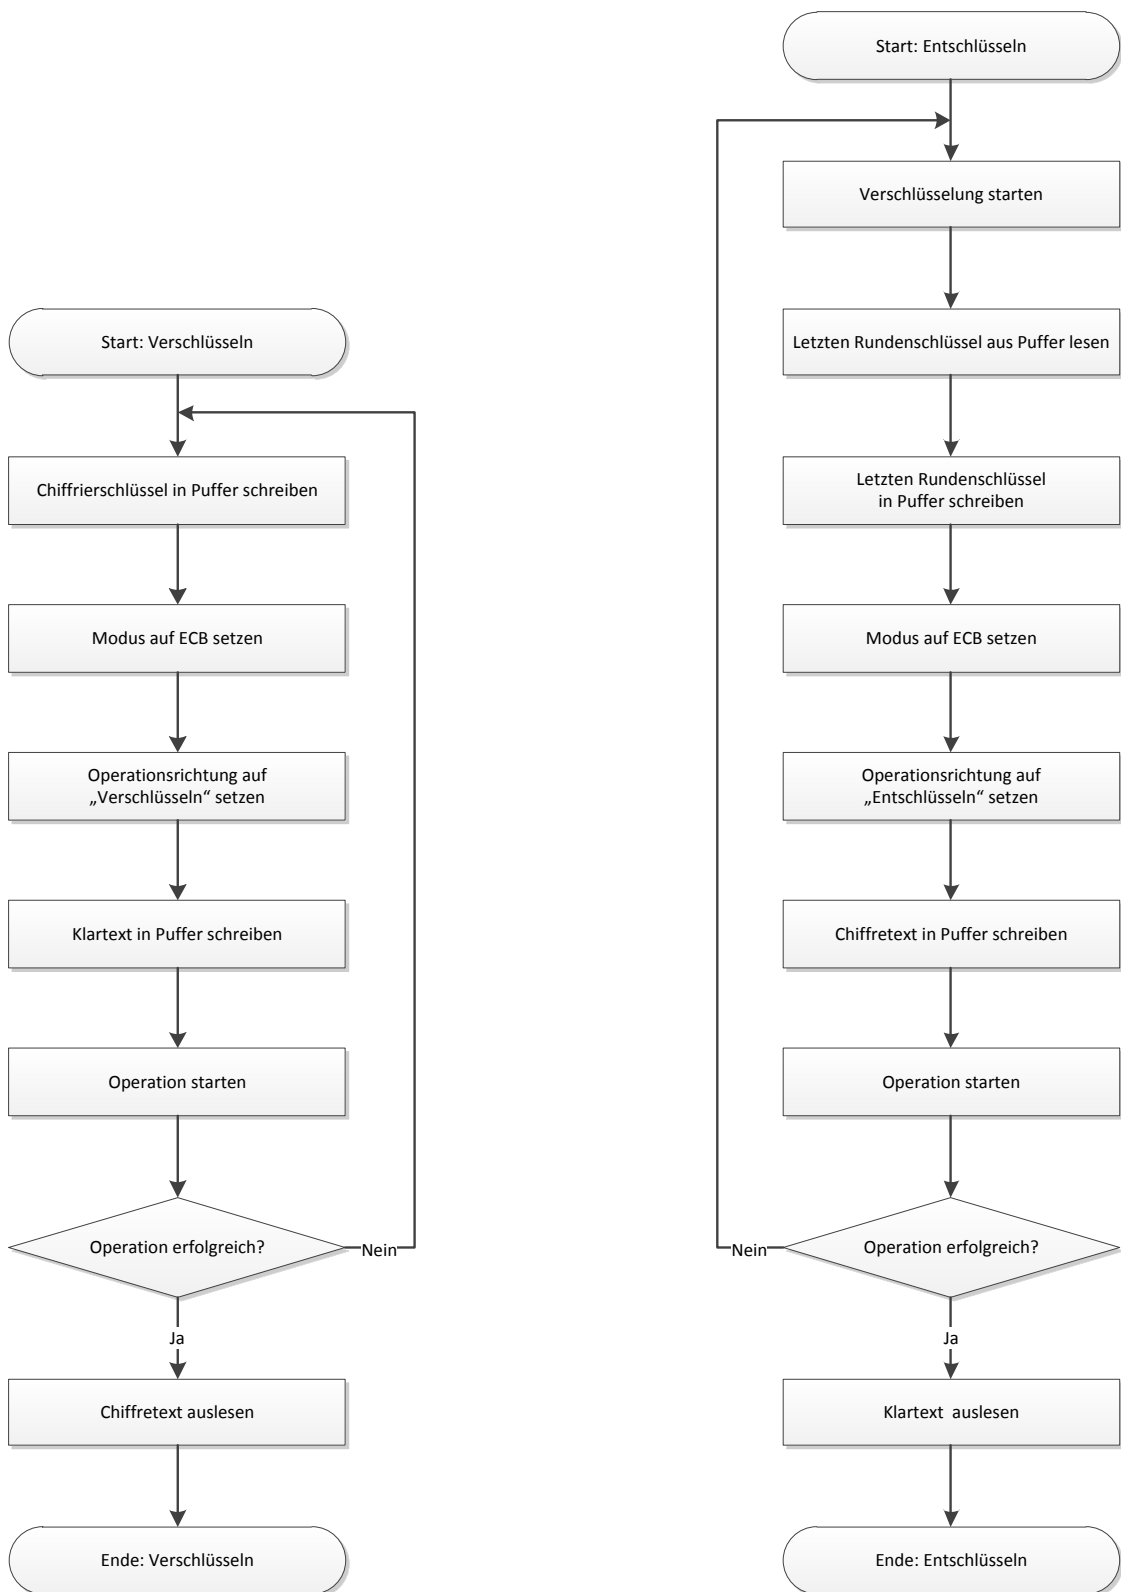 Start: Verschlüsseln
Chiffrierschlüssel in Puffer schreiben
Modus auf ECB setzen
Operationsrichtung auf
„Verschlüsseln“ setzen
Klartext in Puffer schreiben
Operation starten
Operation erfolgreich?
Nein
Ja
Chiffretext auslesen
Ende: Verschlüsseln
Start: Entschlüsseln
Verschlüsselung starten
Letzten Rundenschlüssel aus Puffer lesen
Letzten Rundenschlüssel
in Puffer schreiben
Modus auf ECB setzen
Operationsrichtung auf
„Entschlüsseln“ setzen
Chiffretext in Puffer schreiben
Operation starten
Operation erfolgreich?
Nein
Ja
Klartext auslesen
Ende: Entschlüsseln